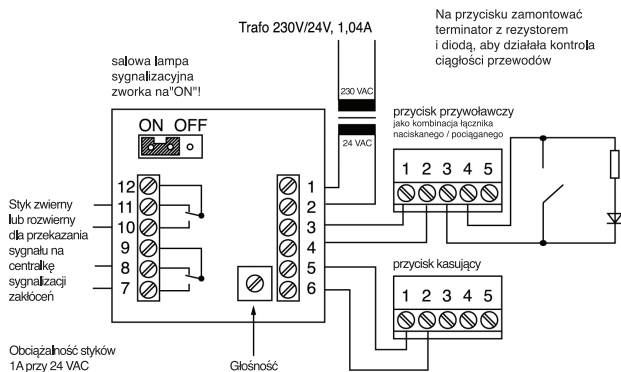 Trafo 230V/24V, 1,04A
Na przycisku zamontować
terminator z rezystorem
i diodą, aby działała kontrola
ciągłości przewodów
salowa lampa
sygnalizacyjna
zworka na"ON"!
230 VAC
24 VAC
ON OFF
przycisk przywoławczy
jako kombinacja łącznika
naciskanego / pociąganego
1 2 3 4 5
12
11
10
9
8
7
1
2
3
4
5
6
Styk zwierny
lub rozwierny
dla przekazania
sygnału na
centralkę
sygnalizacji
zakłóceń
przycisk kasujący
1 2 3 4 5
Obciążalność styków
1A przy 24 VAC
Głośność